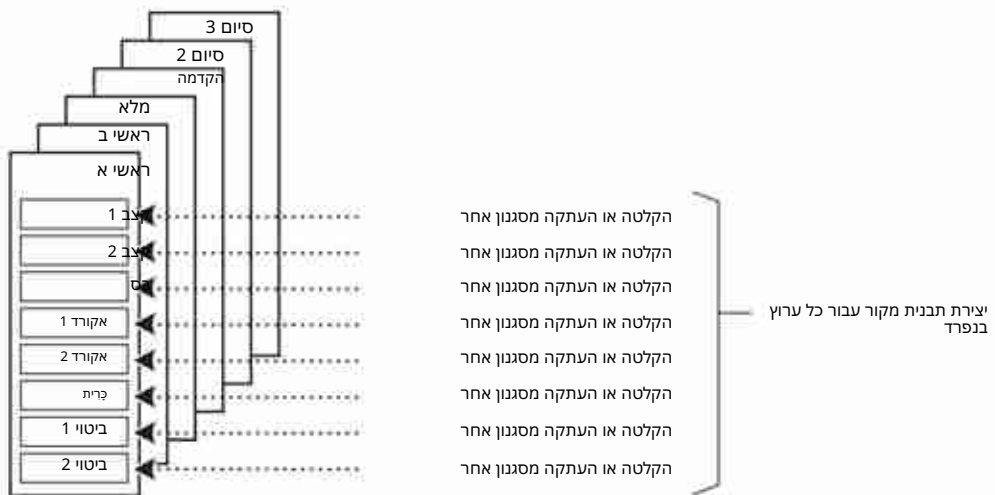 סיום 3
סיום 2
הקדמה
מלא
ראשי ב
ראשי א
קצב 1
הקלטה או העתקה מסגנון אחר
קצב 2
הקלטה או העתקה מסגנון אחר
בס
הקלטה או העתקה מסגנון אחר
אקורד 1
הקלטה או העתקה מסגנון אחר
אקורד 2
הקלטה או העתקה מסגנון אחר
כָּרִית
הקלטה או העתקה מסגנון אחר
ביטוי 1
הקלטה או העתקה מסגנון אחר
ביטוי 2
הקלטה או העתקה מסגנון אחר
יצירת תבנית מקור עבור כל ערוץ
בנפרד